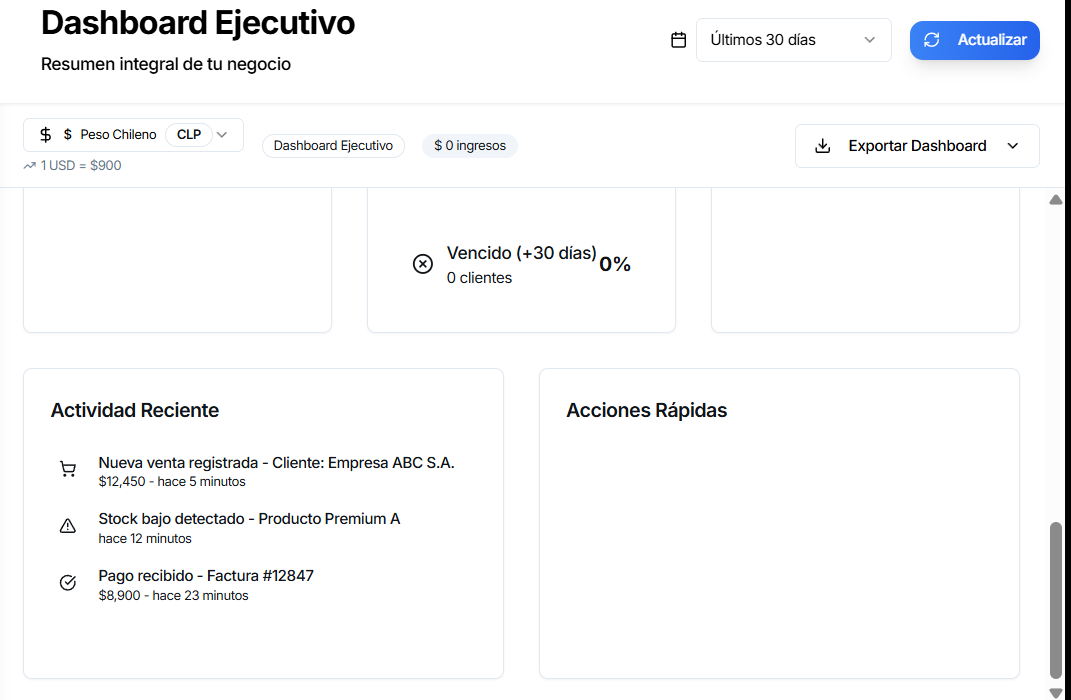 Dashboard Ejecutivo
Resumen integral de tu negocio
Últimos 30 días
Actualizar
$ $ Peso Chileno CLP
1 USD = $900
Dashboard Ejecutivo
$ 0 ingresos
Exportar Dashboard
Vencido (+30 días)
0 clientes
0%
Actividad Reciente
Nueva venta registrada - Cliente: Empresa ABC S.A.
$12,450 - hace 5 minutos
Stock bajo detectado - Producto Premium A
hace 12 minutos
Pago recibido - Factura #12847
$8,900 - hace 23 minutos
Acciones Rápidas